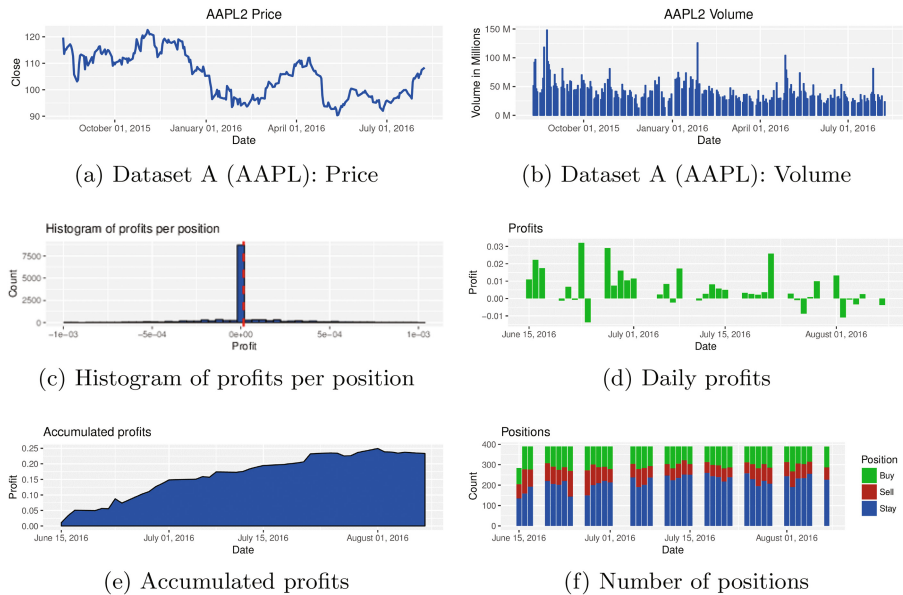 AAPL2 Price
120
110
100
90
Close
October 01, 2015 January 01, 2016 April 01, 2016 July 01, 2016
Date
(a) Dataset A (AAPL): Price
AAPL2 Volume
150 M
100 M
50 M
0 M
Volume in Millions
October 01, 2015 January 01, 2016 April 01, 2016 July 01, 2016
Date
(b) Dataset A (AAPL): Volume
Histogram of profits per position
7500
5000
2500
0
Count
−1e−03 −5e−04 0e+00 5e−04 1e−03
Profit
(c) Histogram of profits per position
Profits
0.03
0.02
0.01
0.00
−0.01
Profit
June 15, 2016 July 01, 2016 July 15, 2016 August 01, 2016
Date
(d) Daily profits
Accumulated profits
0.25
0.20
0.15
0.10
0.05
0.00
Profit
June 15, 2016 July 01, 2016 July 15, 2016 August 01, 2016
Date
(e) Accumulated profits
Positions
400
300
200
100
0
Count
June 15, 2016 July 01, 2016 July 15, 2016 August 01, 2016
Date
Position
Buy
Sell
Stay
(f) Number of positions